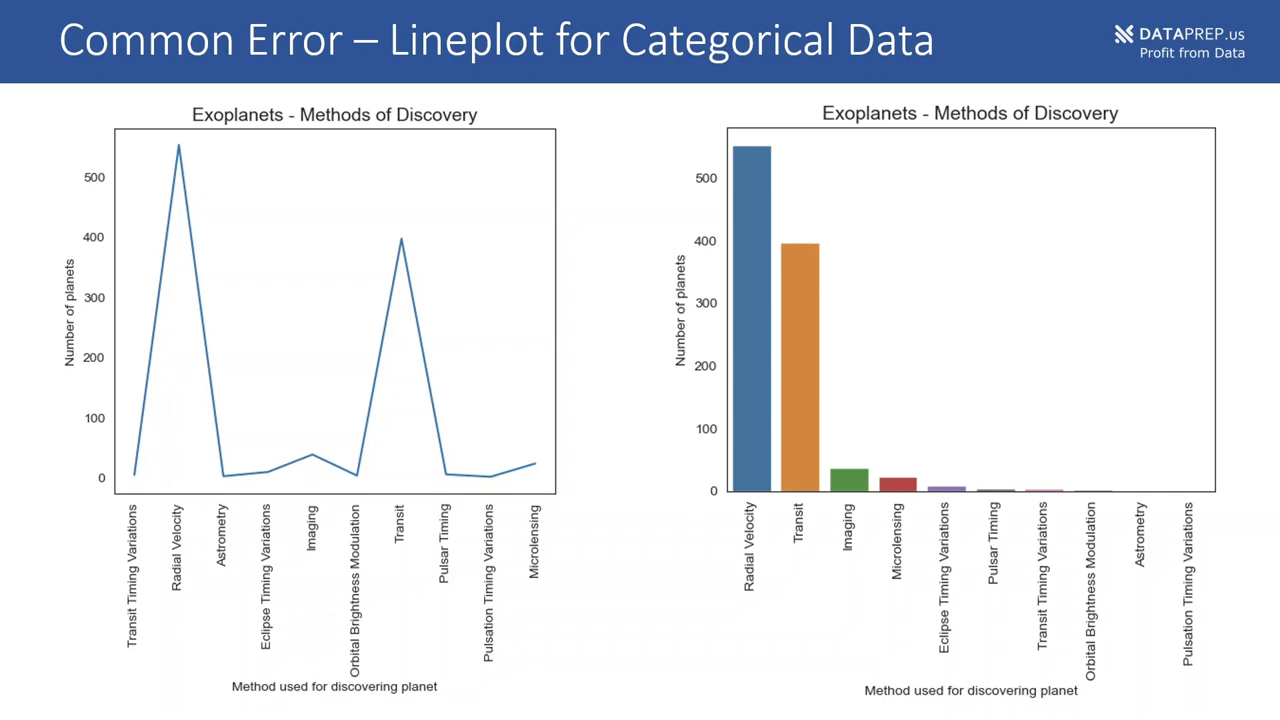 Common Error – Lineplot for Categorical Data
DATAPREP.us
Profit from Data
Exoplanets - Methods of Discovery
Number of planets
500
400
300
200
100
0
Transit Timing Variations
Radial Velocity
Astrometry
Eclipse Timing Variations
Imaging
Orbital Brightness Modulation
Transit
Pulsar Timing
Pulsation Timing Variations
Microlensing
Method used for discovering planet
Exoplanets - Methods of Discovery
Number of planets
500
400
300
200
100
0
Radial Velocity
Transit
Imaging
Microlensing
Eclipse Timing Variations
Pulsar Timing
Transit Timing Variations
Orbital Brightness Modulation
Astrometry
Pulsation Timing Variations
Method used for discovering planet